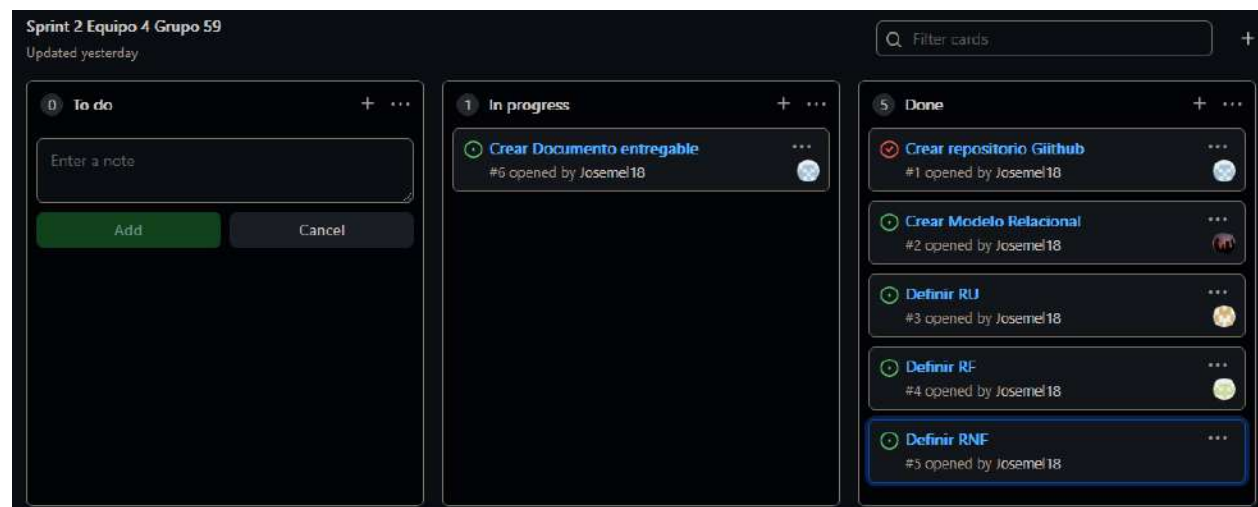 Sprint 2 Equipo 4 Grupo 59
Updated yesterday
Filter cards
0 To do
Enter a note
Add Cancel
1 In progress
Crear Documento entregable
#6 opened by Josemel18
5 Done
Crear repositorio Giithub
#1 opened by Josemel18
Crear Modelo Relacional
#2 opened by Josemel18
Definir RU
#3 opened by Josemel18
Definir RF
#4 opened by Josemel18
Definir RNF
#5 opened by Josemel18